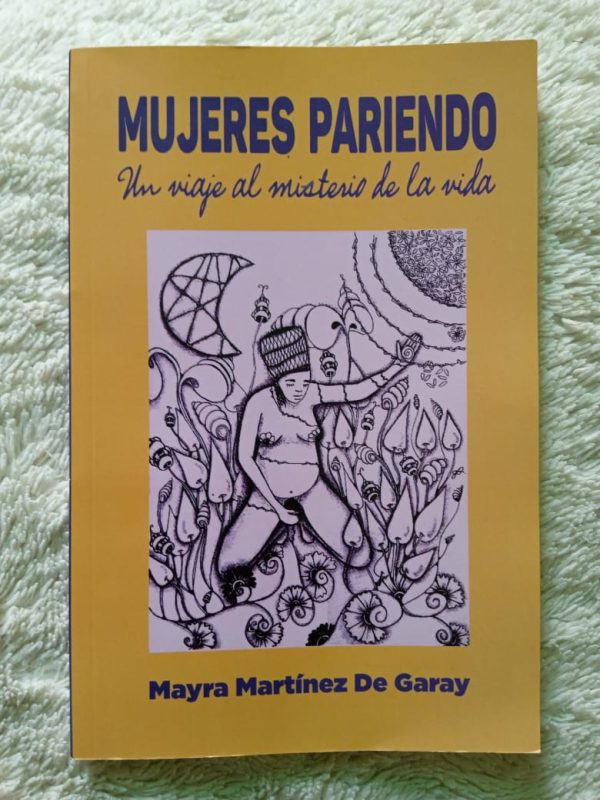 MUJERES PARIENDO
Un viaje al misterio de la vida
Mayra Martínez De Garay